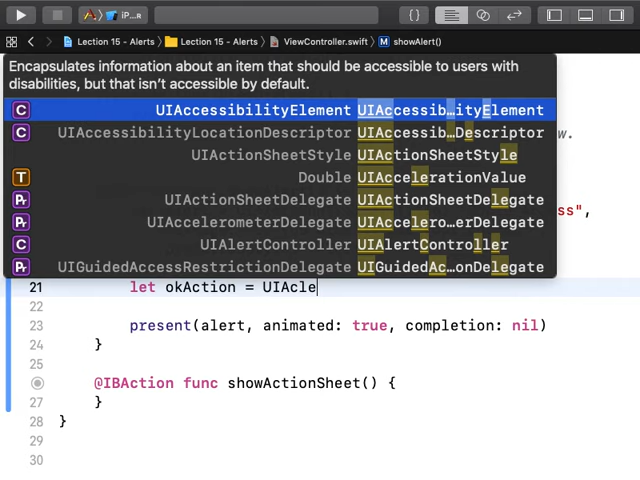 { }
iP...R
Lection 15 - Alerts
Lection 15 - Alerts
ViewController.swift
M showAlert()
Encapsulates information about an item that should be accessible to users with
disabilities, but that isn't accessible by default.
C UIAccessibilityElement UIAccessib…ityElement
C UIAccessibilityLocationDescriptor UIAccessib…Descriptor
w.
UIActionSheetStyle UIActionSheetStyle
T Double UIAccelerationValue
Pr UIActionSheetDelegate UIActionSheetDelegate
ss",
Pr UIAccelerometerDelegate UIAccelero…erDelegate
C UIAlertController UIAlertController
Pr UIGuidedAccessRestrictionDelegate UIGuidedAc…onDelegate
21 let okAction = UIAcle
22
23 present(alert, animated: true, completion: nil)
24 }
25
@IBAction func showActionSheet() {
27 }
28 }
29
30